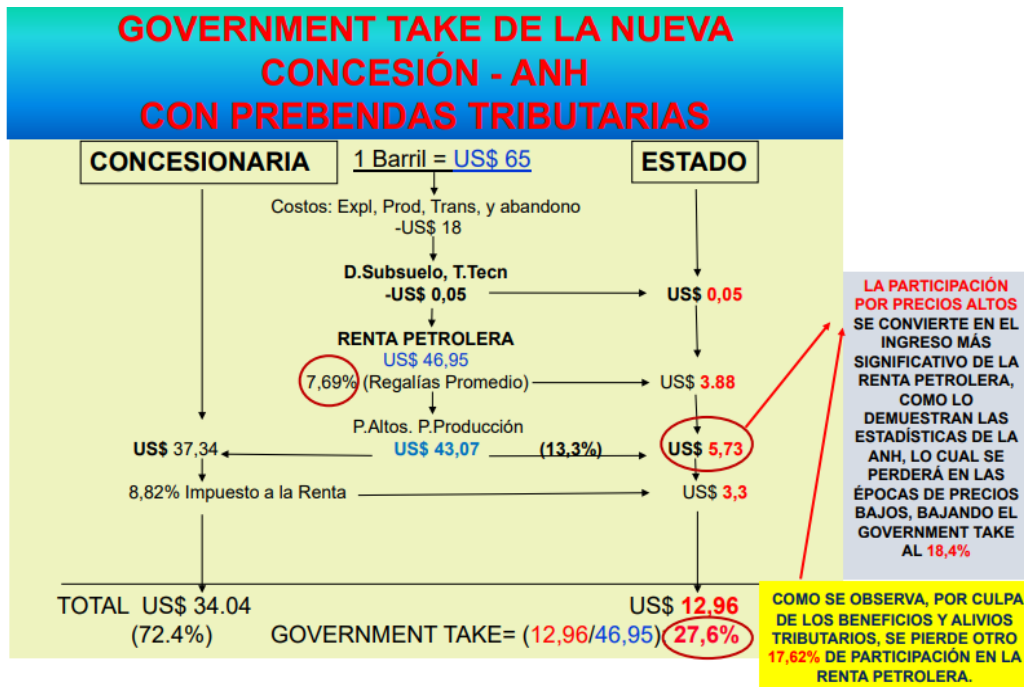 GOVERNMENT TAKE DE LA NUEVA
CONCESIÓN - ANH
CON PREBENDAS TRIBUTARIAS
CONCESIONARIA
1 Barril = US$ 65
ESTADO
Costos: Expl, Prod, Trans, y abandono
-US$ 18
D.Subsuelo, T.Tecn
-US$ 0,05
US$ 0,05
RENTA PETROLERA
US$ 46,95
7,69% (Regalías Promedio)
US$ 3.88
P.Altos. P.Producción
US$ 37,34
US$ 43,07
(13,3%)
US$ 5,73
8,82% Impuesto a la Renta
US$ 3,3
TOTAL US$ 34.04
US$ 12,96
(72.4%)
GOVERNMENT TAKE= (12,96/46,95) 27,6%
LA PARTICIPACIÓN
POR PRECIOS ALTOS
SE CONVIERTE EN EL
INGRESO MÁS
SIGNIFICATIVO DE LA
RENTA PETROLERA,
COMO LO
DEMUESTRAN LAS
ESTADÍSTICAS DE LA
ANH, LO CUAL SE
PERDERÁ EN LAS
ÉPOCAS DE PRECIOS
BAJOS, BAJANDO EL
GOVERNMENT TAKE
AL 18,4%
COMO SE OBSERVA, POR CULPA
DE LOS BENEFICIOS Y ALIVIOS
TRIBUTARIOS, SE PIERDE OTRO
17,62% DE PARTICIPACIÓN EN LA
RENTA PETROLERA.